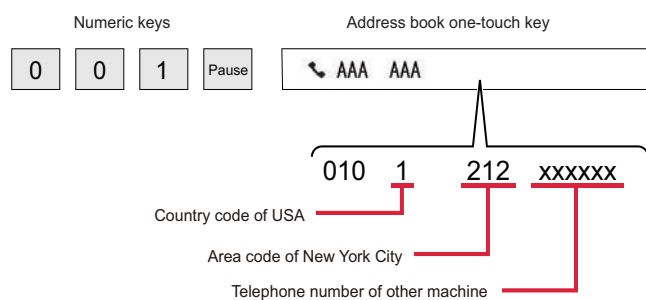 Numeric keys Address book one-touch key
0 0 1 Pause AAA AAA
010 1 212 xxxxxx
Country code of USA
Area code of New York City
Telephone number of other machine